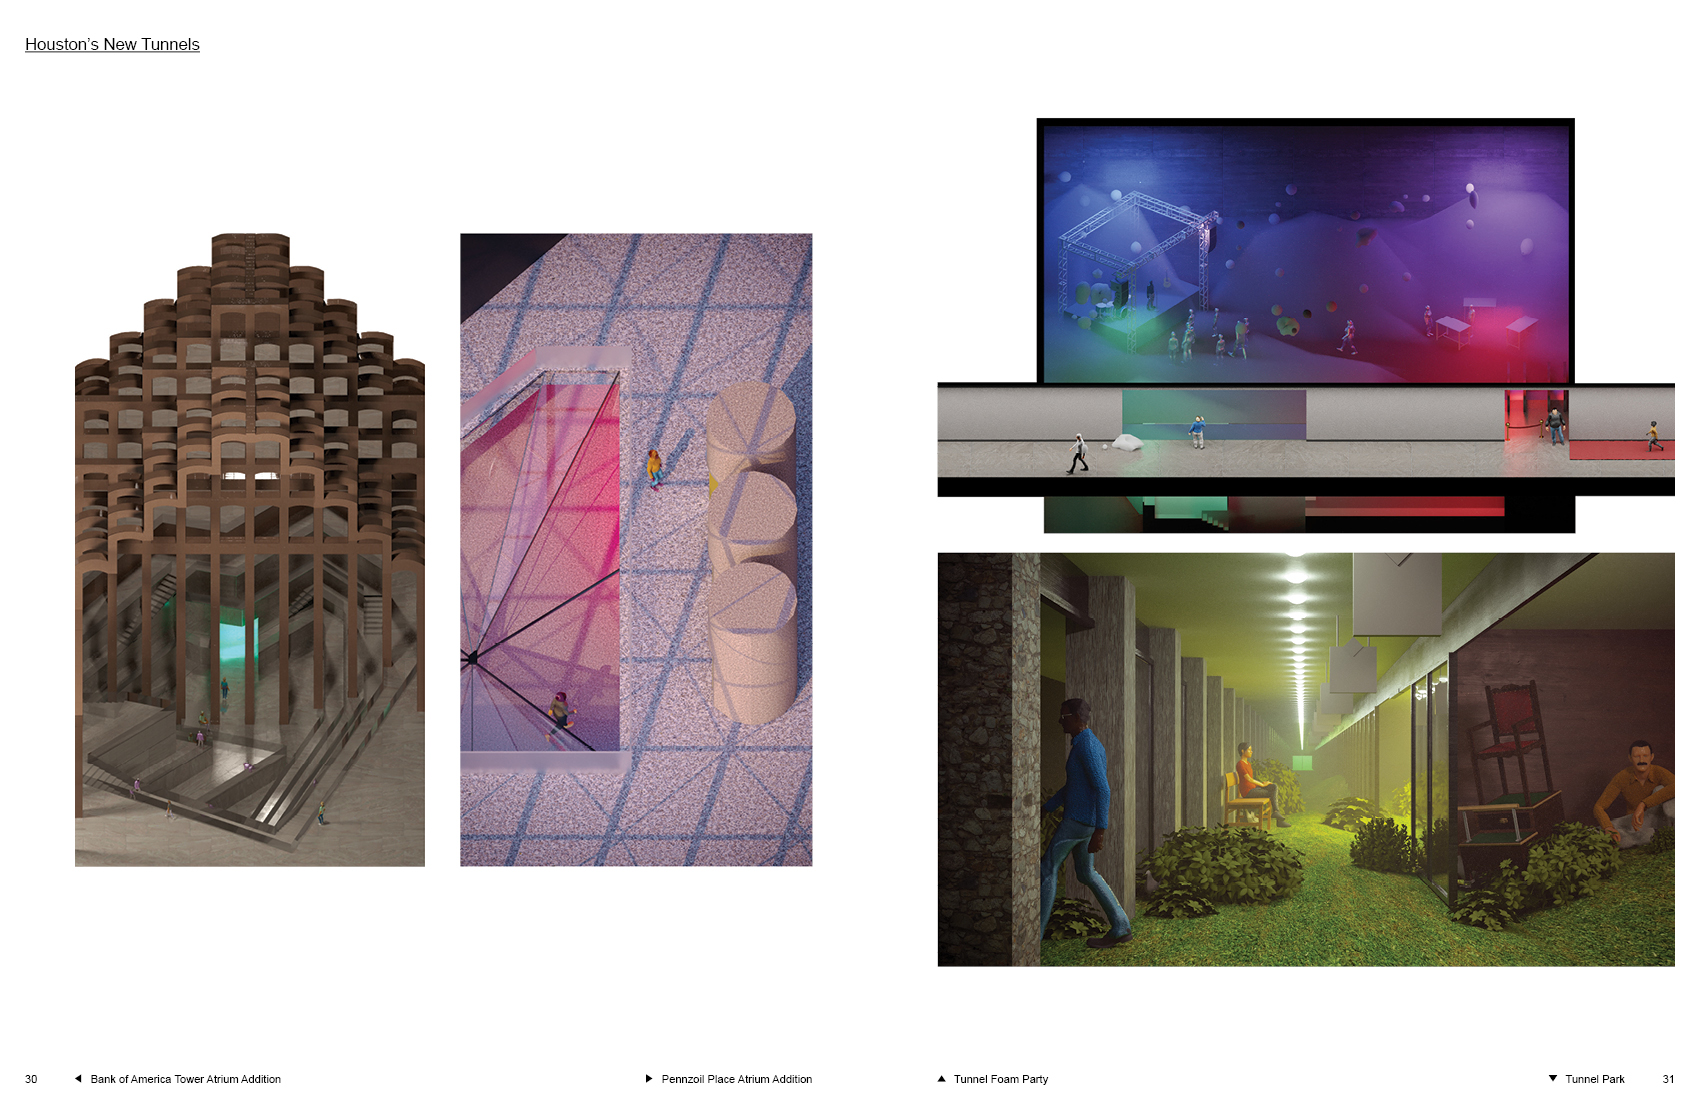 Houston’s New Tunnels
30
Bank of America Tower Atrium Addition
Pennzoil Place Atrium Addition
Tunnel Foam Party
Tunnel Park
31